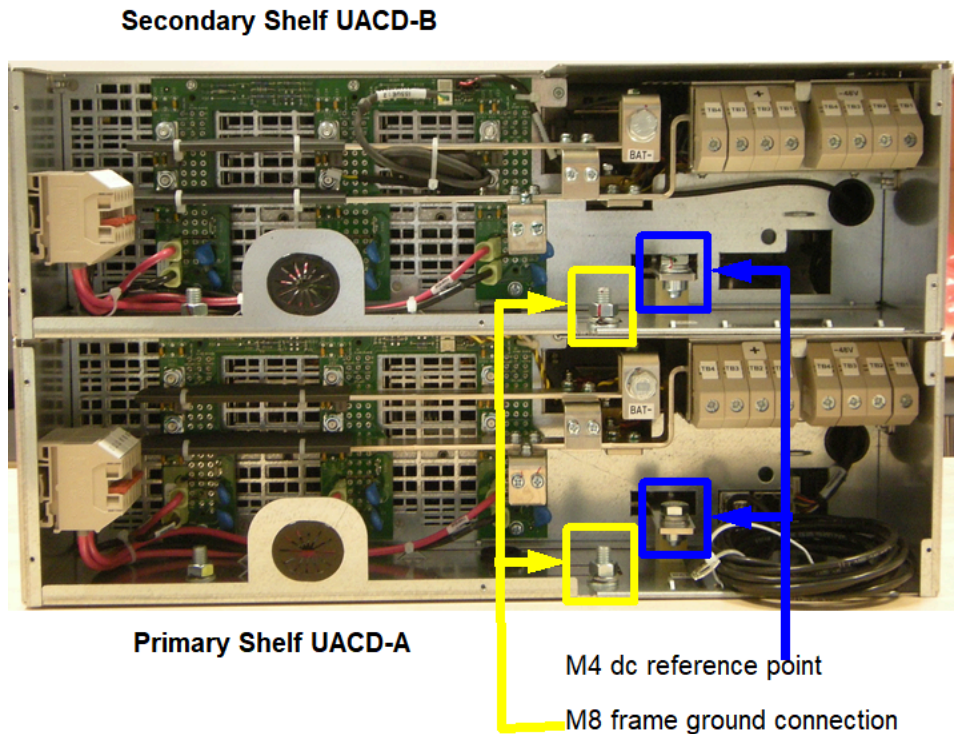 Secondary Shelf UACD-B
+
-48V
TB4 TB3 TB2 TB1 TB4 TB3 TB2 TB1
BAT-
+
-48V
TB4 TB3 TB2 TB4 TB3 TB2 TB1
BAT-
Primary Shelf UACD-A
M4 dc reference point
M8 frame ground connection